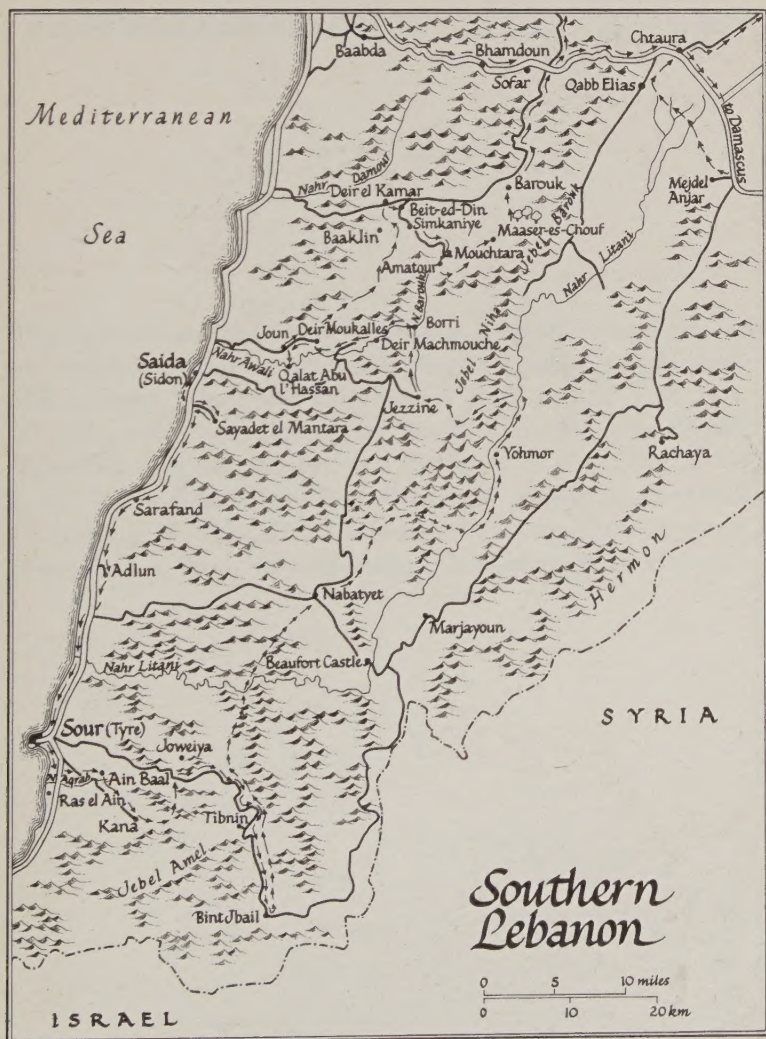 Baabda
Bhamdoun
Chtaura
Sofar
Qabb Elias
Mediterranean
Sea
to Damascus
Nahr Damour
Deir el Kamar
Barouk
Mejdel
Anjar
Beit-ed-Din
Simkaniye
Baaklin
Maaser-es-Chouf
Mouchtara
Jebel Barouk
Amatour
N. Barouk
Nahr Litani
Joun
Deir Moukalles
Borri
Deir Machmouche
Jebel Niha
Saida
(Sidon)
Nahr Awali
Qalat Abu
l'Hassan
Jezzine
Sayadet el Mantara
Yohmor
Rachaya
Sarafand
Adlun
Hermon
Nabatyet
Marjayoun
Beaufort Castle
Nahr Litani
SYRIA
Sour (Tyre)
Joweiya
N. Aqrab
Ain Baal
Ras el Ain
Kana
Tibnin
Jebel Amel
Bint Jbail
Southern
Lebanon
0 5 10 miles
0 10 20 km
ISRAEL